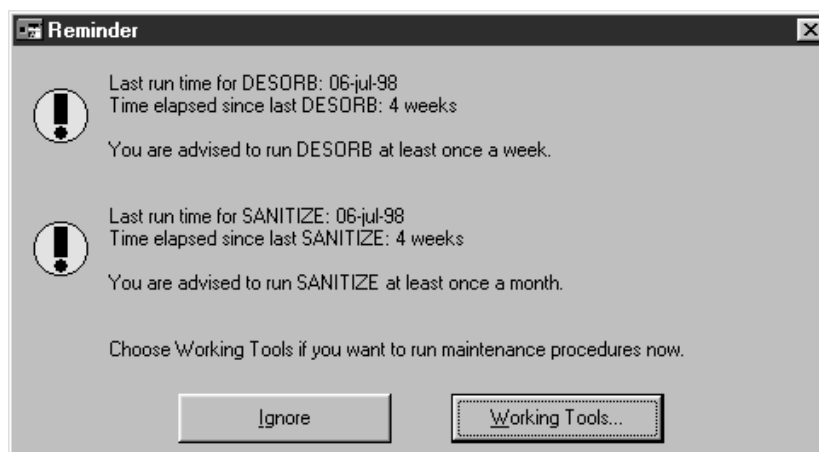 Reminder
Last run time for DESORB: 06-jul-98
Time elapsed since last DESORB: 4 weeks
You are advised to run DESORB at least once a week.
Last run time for SANITIZE: 06-jul-98
Time elapsed since last SANITIZE: 4 weeks
You are advised to run SANITIZE at least once a month.
Choose Working Tools if you want to run maintenance procedures now.
Ignore
Working Tools...